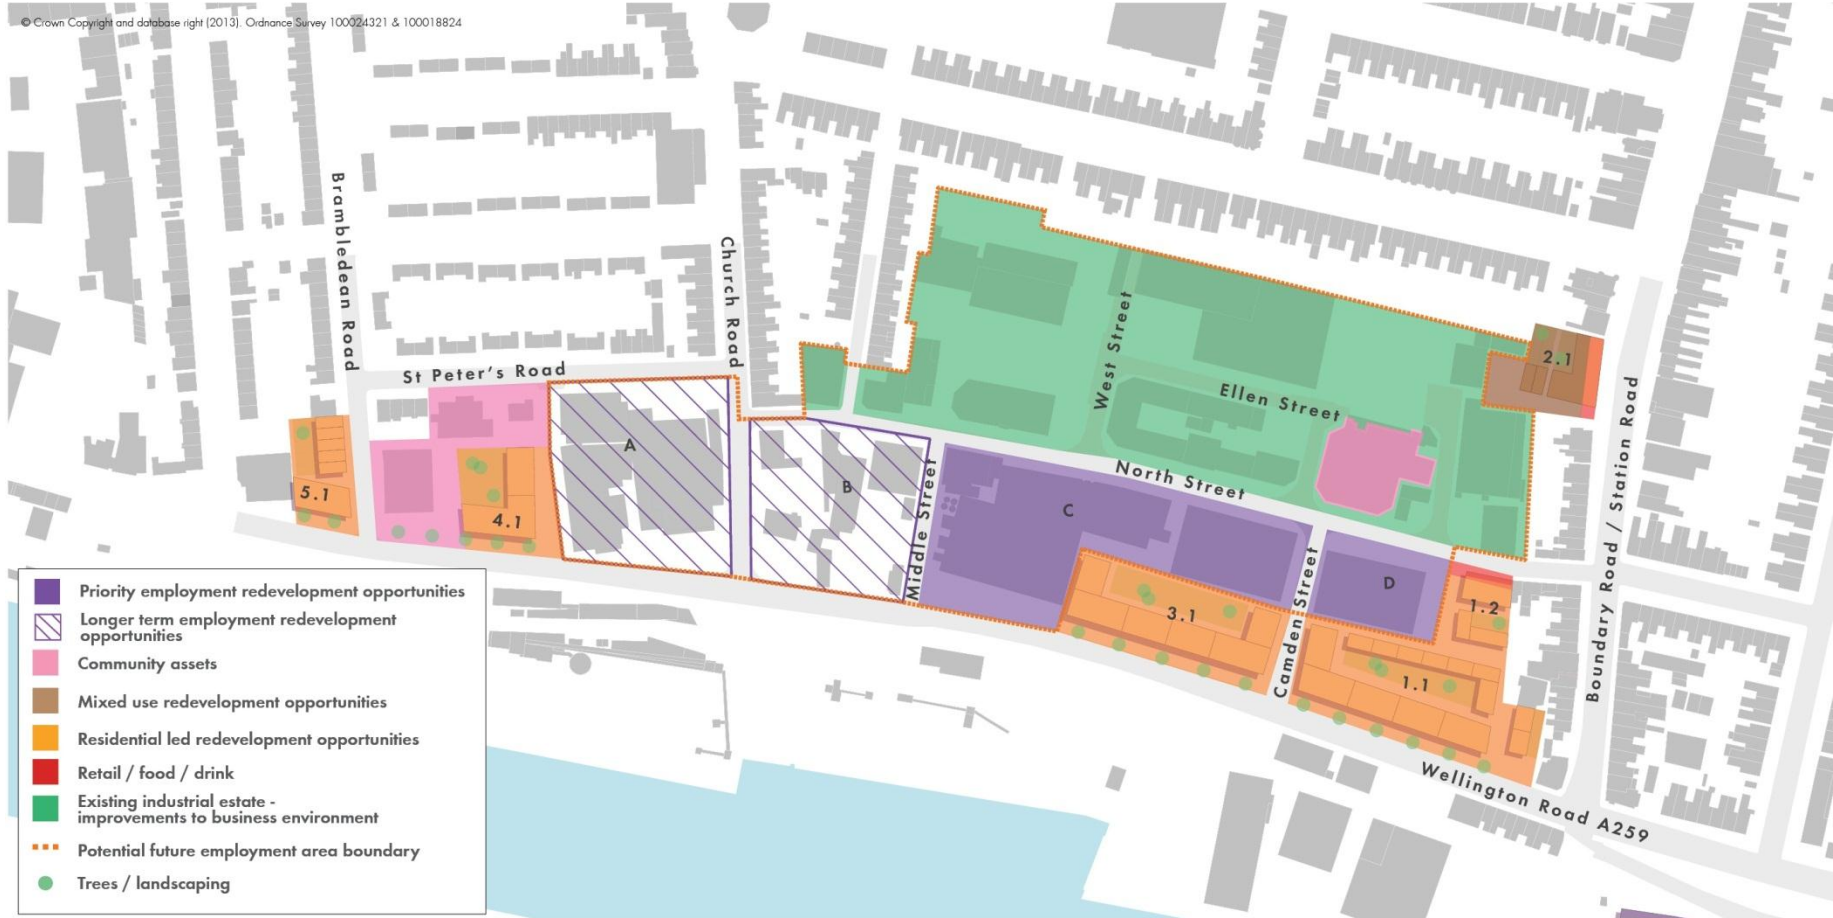 © Crown Copyright and database right (2013). Ordnance Survey 100024321 & 100018824
Brambledean Road
Church Road
St Peter's Road
West Street
Ellen Street
North Street
Middle Street
Camden Street
Boundary Road / Station Road
Wellington Road A259
2.1
A
B
C
D
5.1
4.1
3.1
1.2
1.1
Priority employment redevelopment opportunities
Longer term employment redevelopment
opportunities
Community assets
Mixed use redevelopment opportunities
Residential led redevelopment opportunities
Retail / food / drink
Existing industrial estate -
improvements to business environment
Potential future employment area boundary
Trees / landscaping